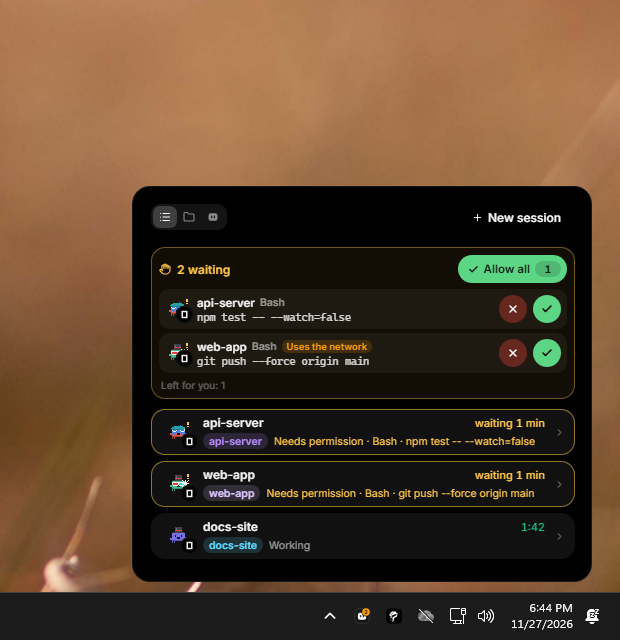 + New session
2 waiting
Allow all 1
api-server Bash
npm test -- --watch=false
web-app Bash Uses the network
git push --force origin main
Left for you: 1
api-server waiting 1 min
api-server Needs permission · Bash · npm test -- --watch=false
web-app waiting 1 min
web-app Needs permission · Bash · git push --force origin main
docs-site 1:42
docs-site Working
2
6:44 PM
11/27/2026